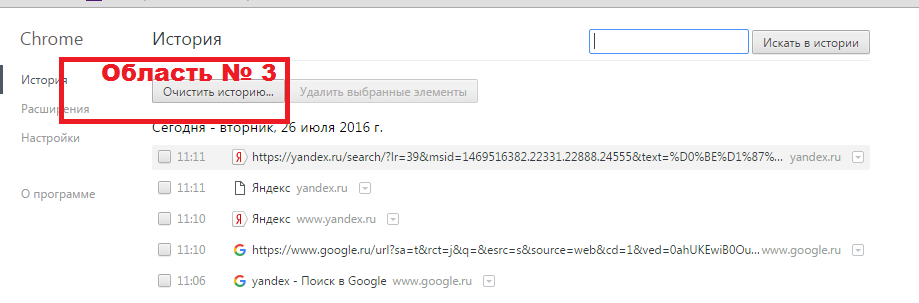 Chrome
История
Искать в истории
Область № 3
История
Очистить историю...
Удалить выбранные элементы
Расширения
Сегодня - вторник, 26 июля 2016 г.
Настройки
11:11 https://yandex.ru/search/?lr=39&msid=1469516382.22331.22888.24555&text=%D0%BE%D1%87%... yandex.ru
11:11 Яндекс yandex.ru
О программе
11:10 Яндекс www.yandex.ru
11:10 https://www.google.ru/url?sa=t&rct=j&q=&esrc=s&source=web&cd=1&ved=0ahUKEwiB0Ou... www.google.ru
11:06 yandex - Поиск в Google www.google.ru